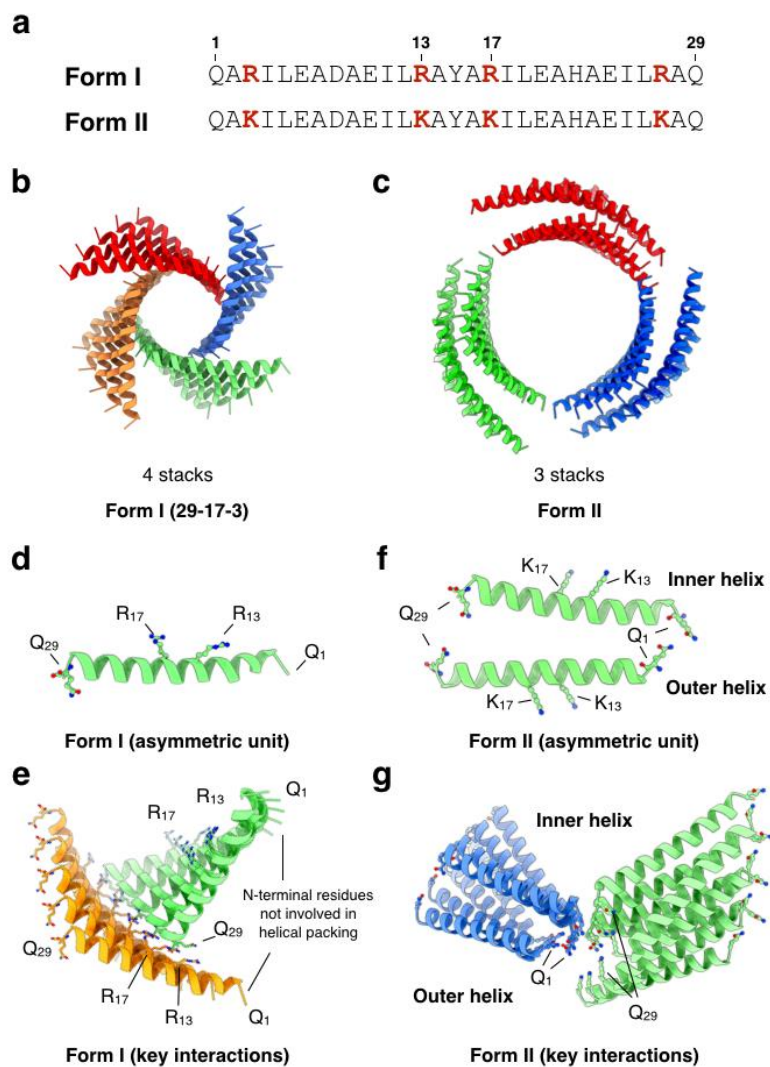 a
1 13 17 29
Form I QARILEADAEILRAYARILEAHAEILRAQ
Form II QAKILEADAEILKAYAKILEAHAEILKAQ
b
c
4 stacks
3 stacks
Form I (29-17-3)
Form II
d
f
R17
R13
Q29
Q1
Form I (asymmetric unit)
K17
K13
Inner helix
Q29
Q1
Outer helix
K17
K13
Form II (asymmetric unit)
e
g
Q1
R13
R17
N-terminal residues
not involved in
helical packing
Q29
Q29
R17
R13
Q1
Form I (key interactions)
Inner helix
Q1
Outer helix
Q29
Form II (key interactions)